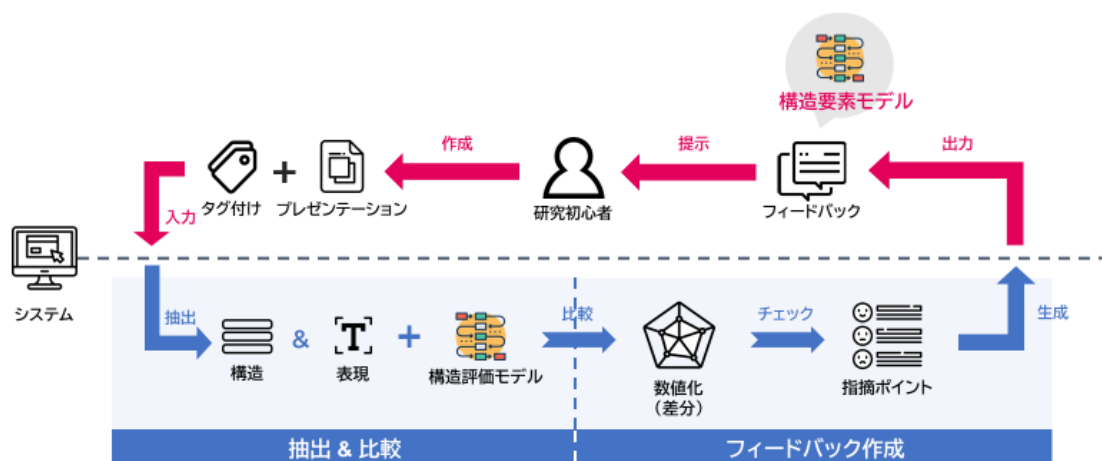 構造要素モデル
作成
提示
出力
タグ付け
+
プレゼンテーション
研究初心者
フィードバック
入力
システム
抽出
構造
&
T
表現
+
構造評価モデル
比較
数値化
（差分）
チェック
指摘ポイント
生成
抽出 & 比較
フィードバック作成